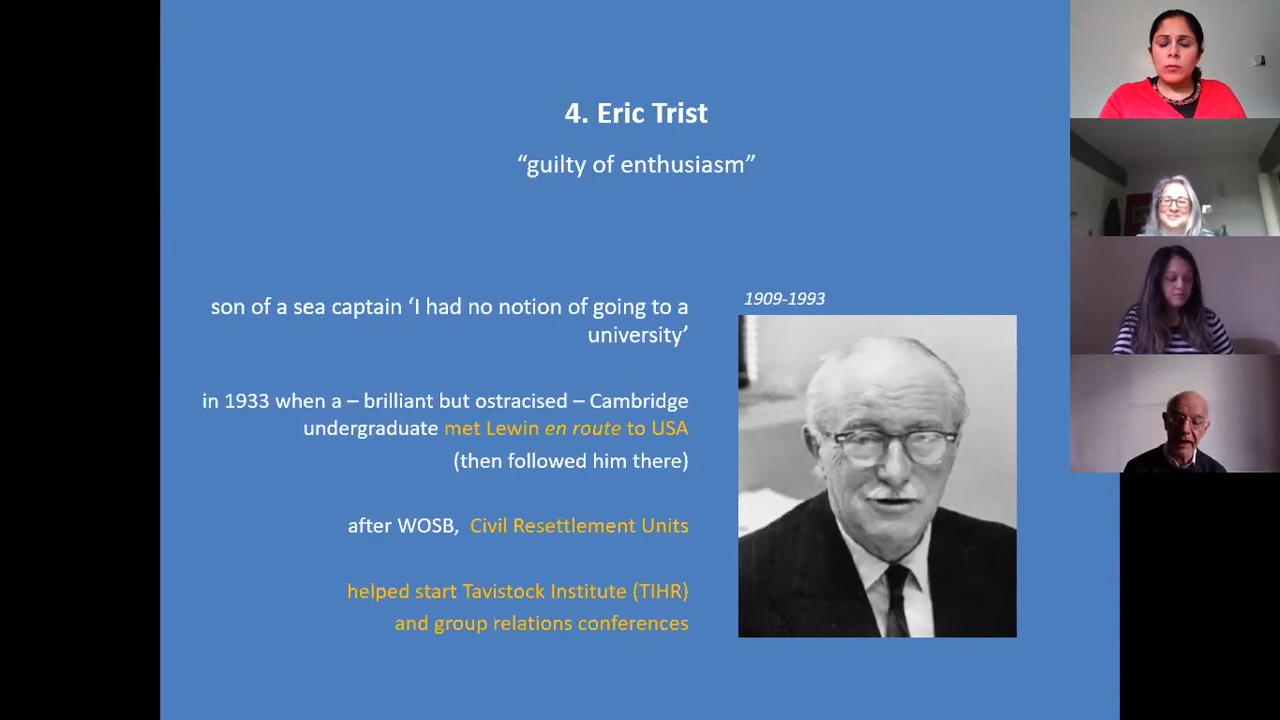 4. Eric Trist
“guilty of enthusiasm”
son of a sea captain ‘I had no notion of going to a
university’
in 1933 when a – brilliant but ostracised – Cambridge
undergraduate met Lewin en route to USA
(then followed him there)
after WOSB, Civil Resettlement Units
helped start Tavistock Institute (TIHR)
and group relations conferences
1909-1993